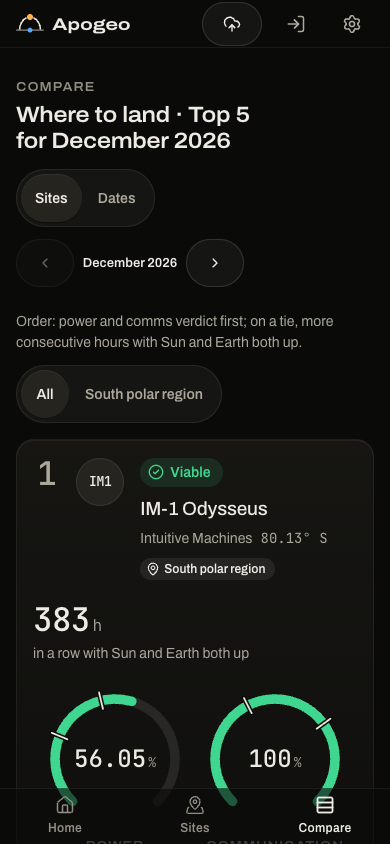 Apogeo
COMPARE
Where to land · Top 5
for December 2026
Sites Dates
December 2026
Order: power and comms verdict first; on a tie, more
consecutive hours with Sun and Earth both up.
All South polar region
1 IM1 Viable
IM-1 Odysseus
Intuitive Machines 80.13° S
South polar region
383 h
in a row with Sun and Earth both up
56.05% 100%
POWER COMMUNICATION
Home Sites Compare